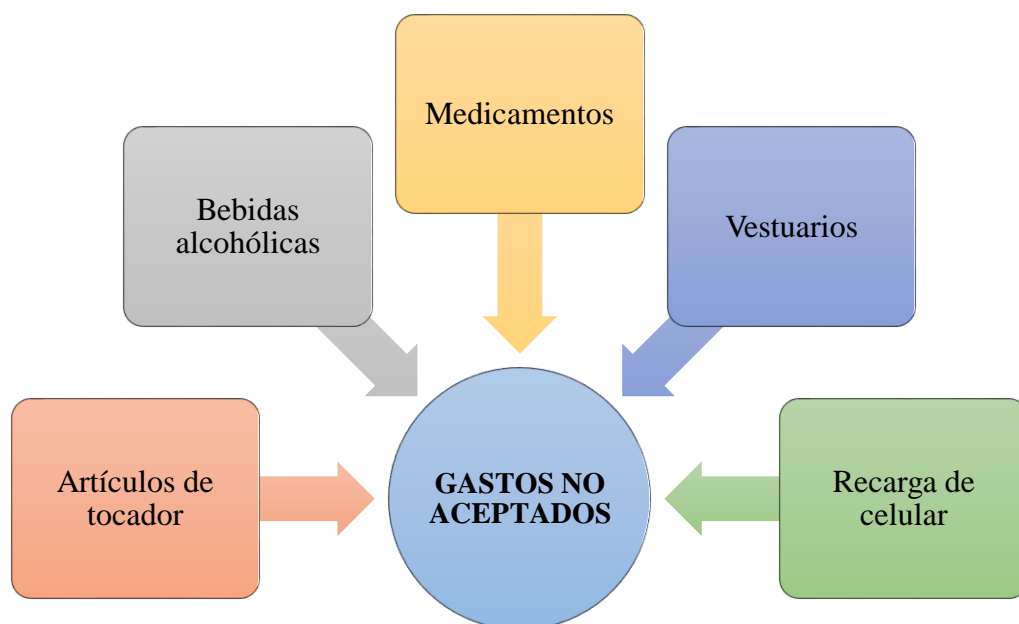 Medicamentos
Bebidas
alcohólicas
Vestuarios
Artículos de
tocador
GASTOS NO
ACEPTADOS
Recarga de
celular